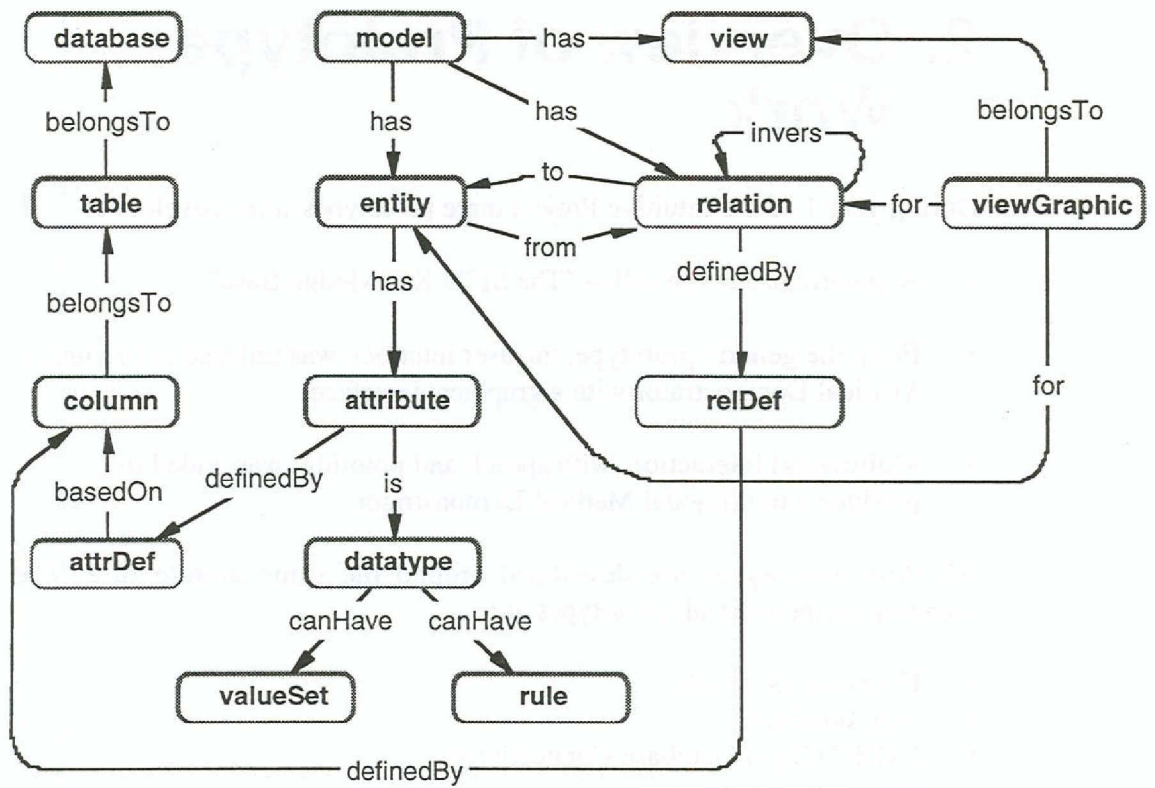 database
model
has
view
belongsTo
has
has
belongsTo
invers
table
entity
to
from
relation
for
viewGraphic
has
definedBy
belongsTo
column
attribute
relDef
for
basedOn
definedBy
is
attrDef
datatype
canHave
canHave
valueSet
rule
definedBy